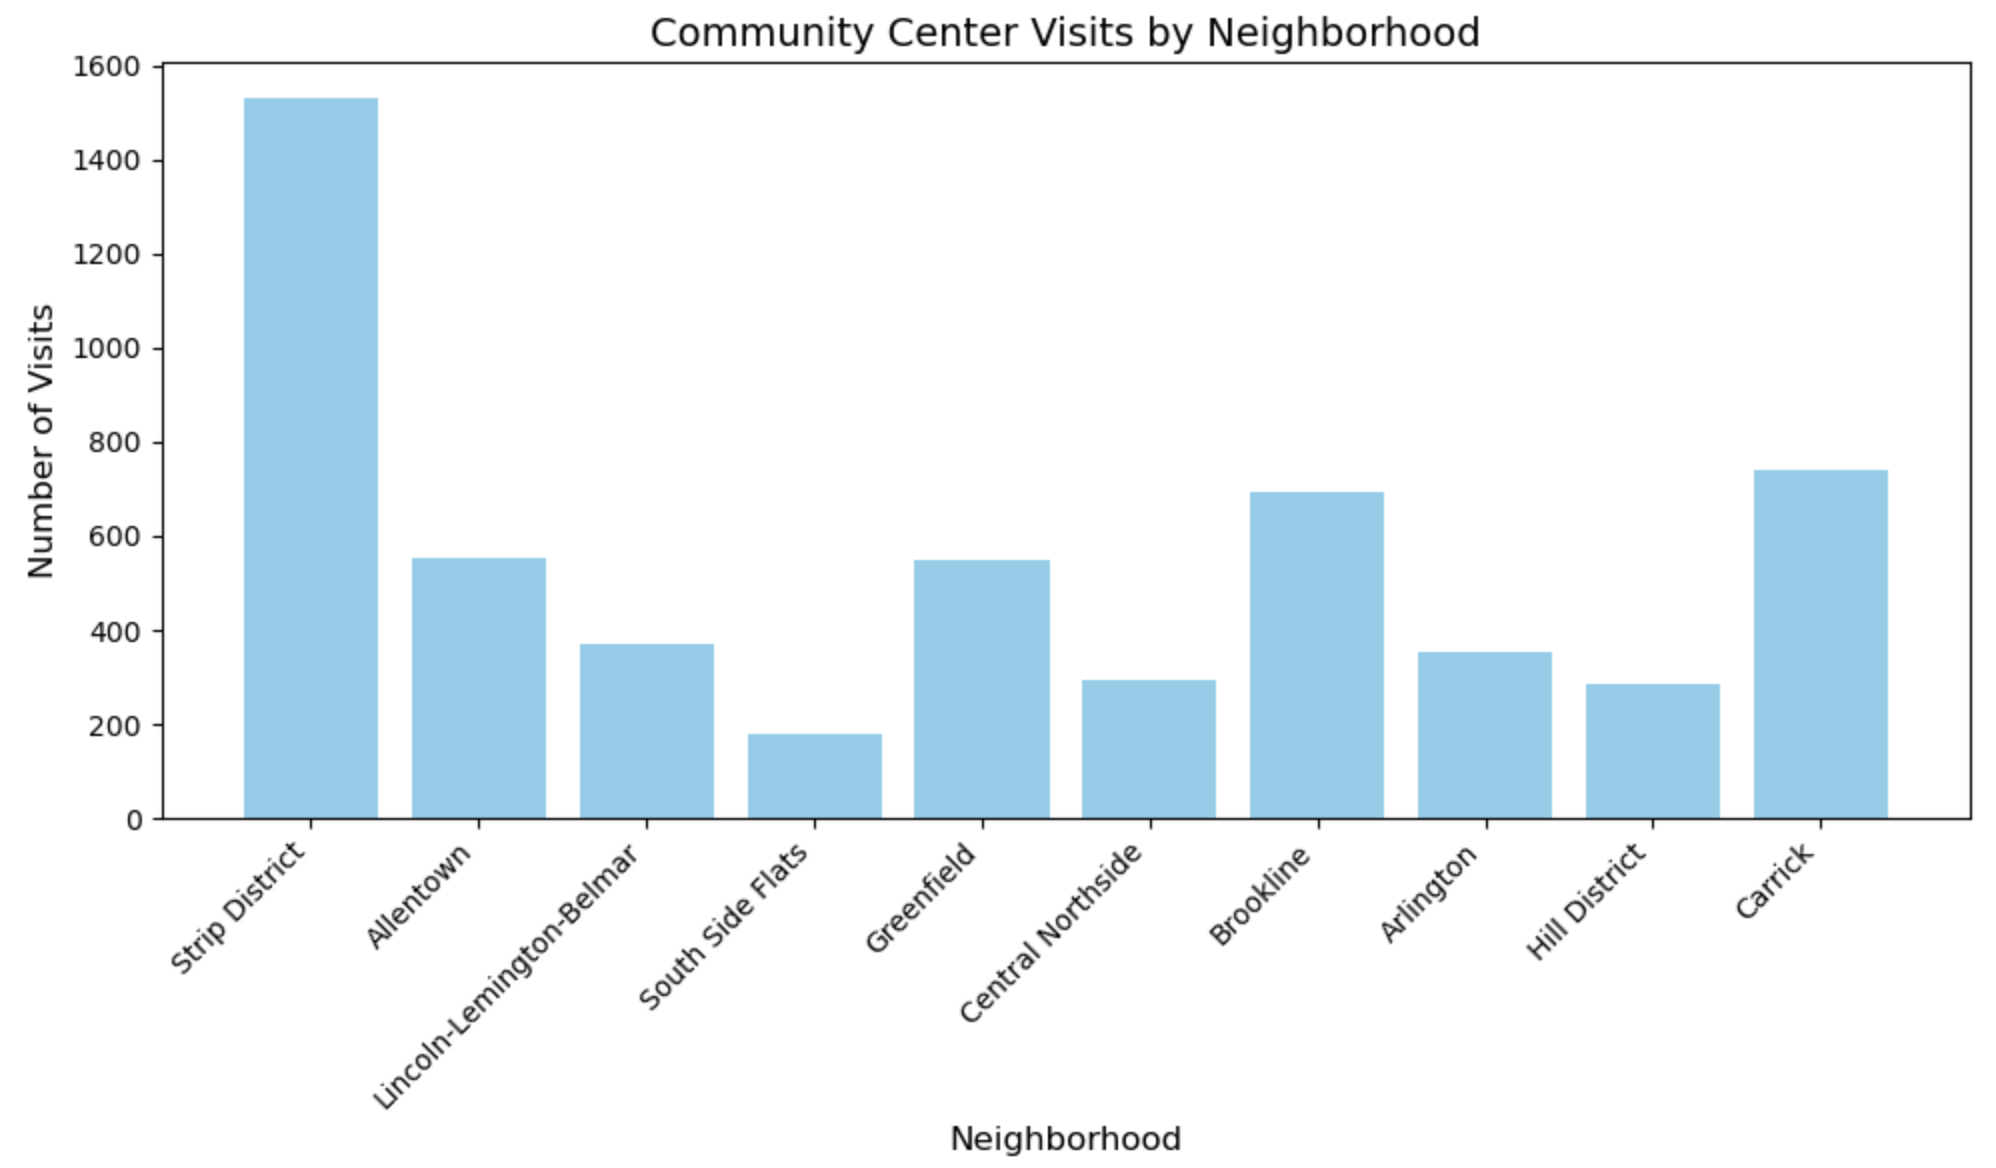 Community Center Visits by Neighborhood
Number of Visits
1600
1400
1200
1000
800
600
400
200
0
Strip District
Allentown
Lincoln-Lemington-Belmar
South Side Flats
Greenfield
Central Northside
Brookline
Arlington
Hill District
Carrick
Neighborhood